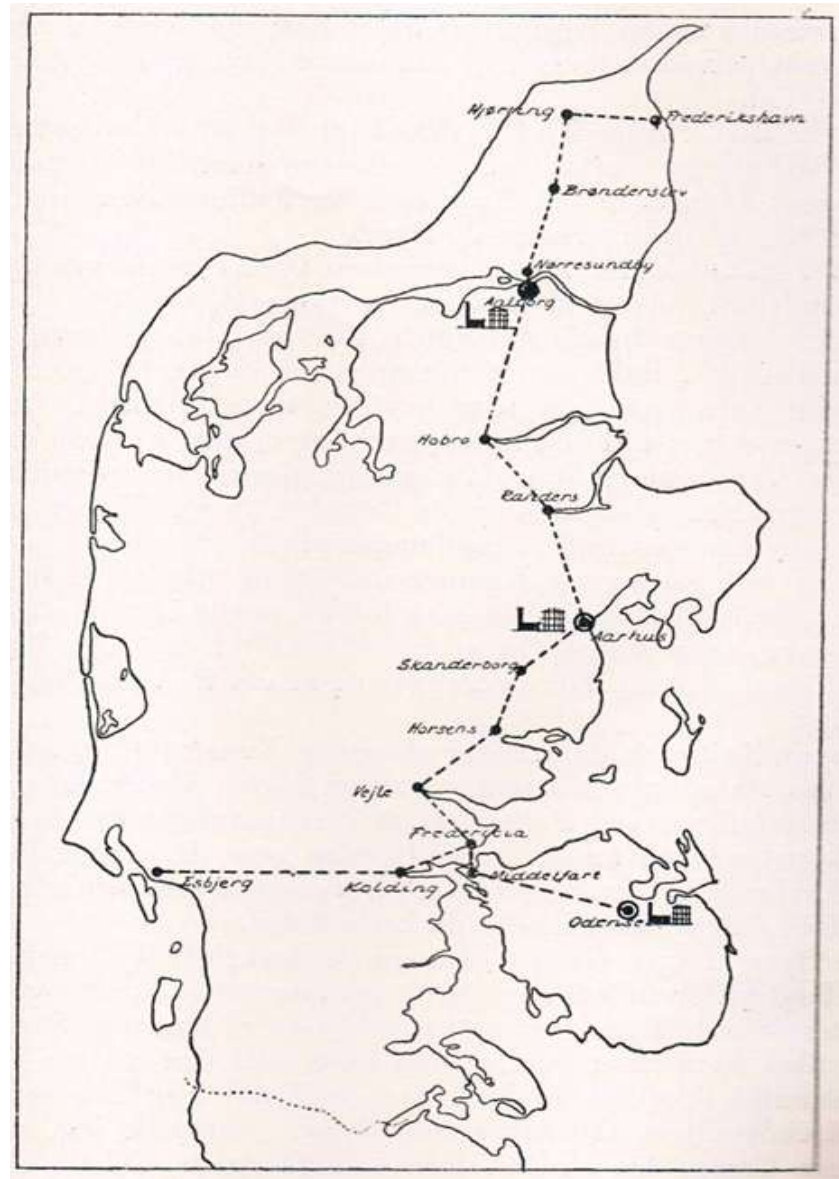 Hjørring
Frederikshavn
Brønderslev
Nørresundby
Aalborg
Hobro
Randers
Aarhus
Skanderborg
Horsens
Vejle
Fredericia
Esbjerg
Kolding
Middelfart
Odense